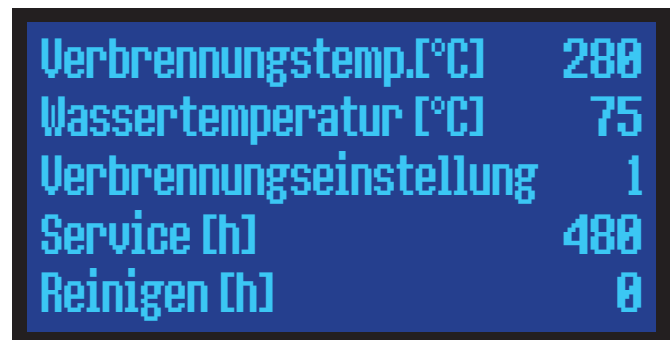 Verbrennungstemp.[°C] 280
Wassertemperatur [°C] 75
Verbrennungseinstellung 1
Service [h] 480
Reinigen [h] 0